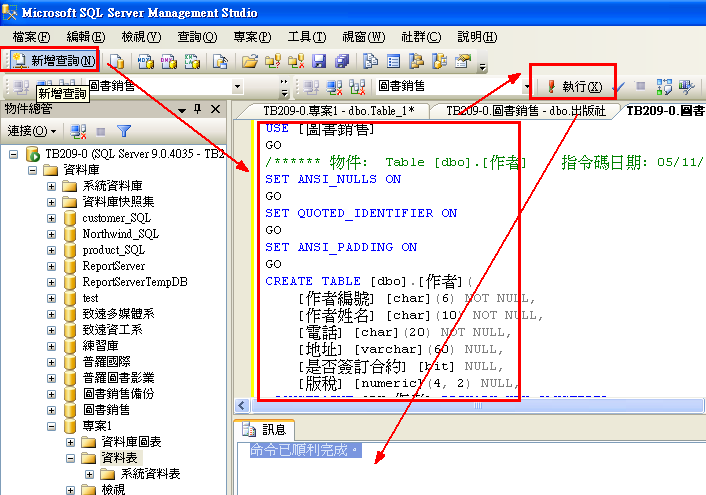 Microsoft SQL Server Management Studio
檔案(F) 編輯(E) 檢視(V) 查詢(Q) 專案(P) 工具(T) 視窗(W) 社群(C) 說明(H)
新增查詢(N)
圖書銷售 圖書銷售 執行(X)
新增查詢
物件總管
連接(O)
TB209-0 (SQL Server 9.0.4035 - TB2
資料庫
系統資料庫
資料庫快照集
customer_SQL
Northwind_SQL
product_SQL
ReportServer
ReportServerTempDB
test
致遠多媒體系
致遠資工系
練習庫
普羅國際
普羅圖書影業
圖書銷售備份
圖書銷售
專案1
資料庫圖表
資料表
系統資料表
檢視
TB209-0.專案1 - dbo.Table_1* TB209-0.圖書銷售 - dbo.出版社 TB209-0.圖
USE [圖書銷售]
GO
/****** 物件: Table [dbo].[作者] 指令碼日期: 05/11/
SET ANSI_NULLS ON
GO
SET QUOTED_IDENTIFIER ON
GO
SET ANSI_PADDING ON
GO
CREATE TABLE [dbo].[作者](
[作者編號] [char](6) NOT NULL,
[作者姓名] [char](10) NOT NULL,
[電話] [char](20) NOT NULL,
[地址] [varchar](60) NULL,
[是否簽訂合約] [bit] NULL,
[版稅] [numeric](4, 2) NULL,
訊息
命令已順利完成。